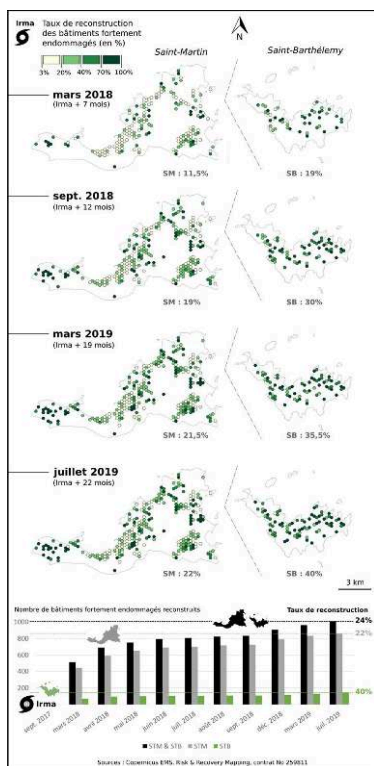 Irma
Taux de reconstruction
des bâtiments fortement
endommagés (en %)
3% 20% 40% 70% 100%
Saint-Martin
N
Saint-Barthélemy
mars 2018
(Irma + 7 mois)
SM : 11,5%
SB : 19%
sept. 2018
(Irma + 12 mois)
SM : 19%
SB : 30%
mars 2019
(Irma + 19 mois)
SM : 21,5%
SB : 35,5%
juillet 2019
(Irma + 22 mois)
SM : 22%
SB : 40%
3 km
Nombre de bâtiments fortement endommagés reconstruits
Taux de reconstruction
1000
800
600
400
200
24%
22%
40%
Irma
sept. 2017
mars 2018
avril 2018
mai 2018
juin 2018
juil. 2018
août 2018
sept. 2018
déc. 2018
mars 2019
juil. 2019
STM & STB STM STB
Sources : Copernicus EMS, Risk & Recovery Mapping, contrat No 259811